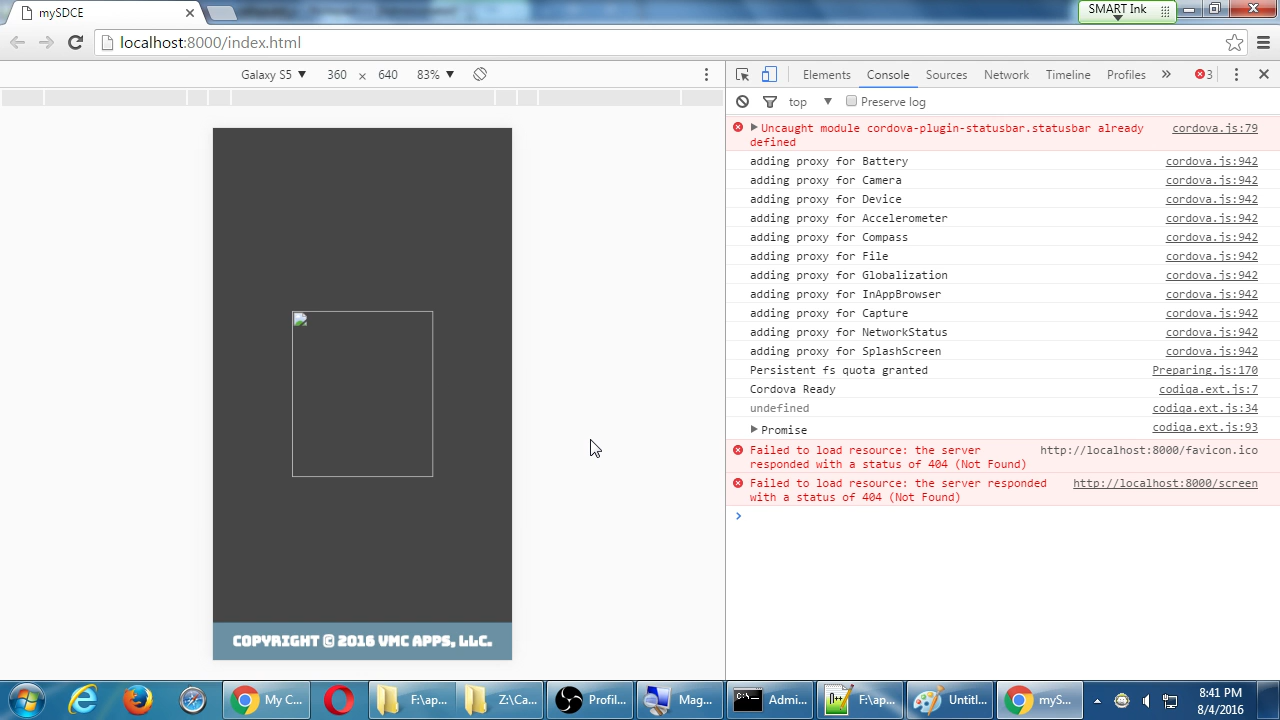 mySDCE
SMART Ink
localhost:8000/index.html
Galaxy S5 ▼ 360 × 640 83% ▼
Elements Console Sources Network Timeline Profiles » 3
top ▼ Preserve log
Uncaught module cordova-plugin-statusbar.statusbar already cordova.js:79
defined
adding proxy for Battery cordova.js:942
adding proxy for Camera cordova.js:942
adding proxy for Device cordova.js:942
adding proxy for Accelerometer cordova.js:942
adding proxy for Compass cordova.js:942
adding proxy for File cordova.js:942
adding proxy for Globalization cordova.js:942
adding proxy for InAppBrowser cordova.js:942
adding proxy for Capture cordova.js:942
adding proxy for NetworkStatus cordova.js:942
adding proxy for SplashScreen cordova.js:942
Persistent fs quota granted Preparing.js:170
Cordova Ready codiqa.ext.js:7
undefined codiqa.ext.js:34
Promise codiqa.ext.js:93
Failed to load resource: the server http://localhost:8000/favicon.ico
responded with a status of 404 (Not Found)
Failed to load resource: the server responded http://localhost:8000/screen
with a status of 404 (Not Found)
COPYRIGHT © 2016 VMC APPS, LLC.
My C... F:\ap... Z:\Ca... Profil... Mag... Admi... F:\ap... Untitl... myS...
8:41 PM
8/4/2016